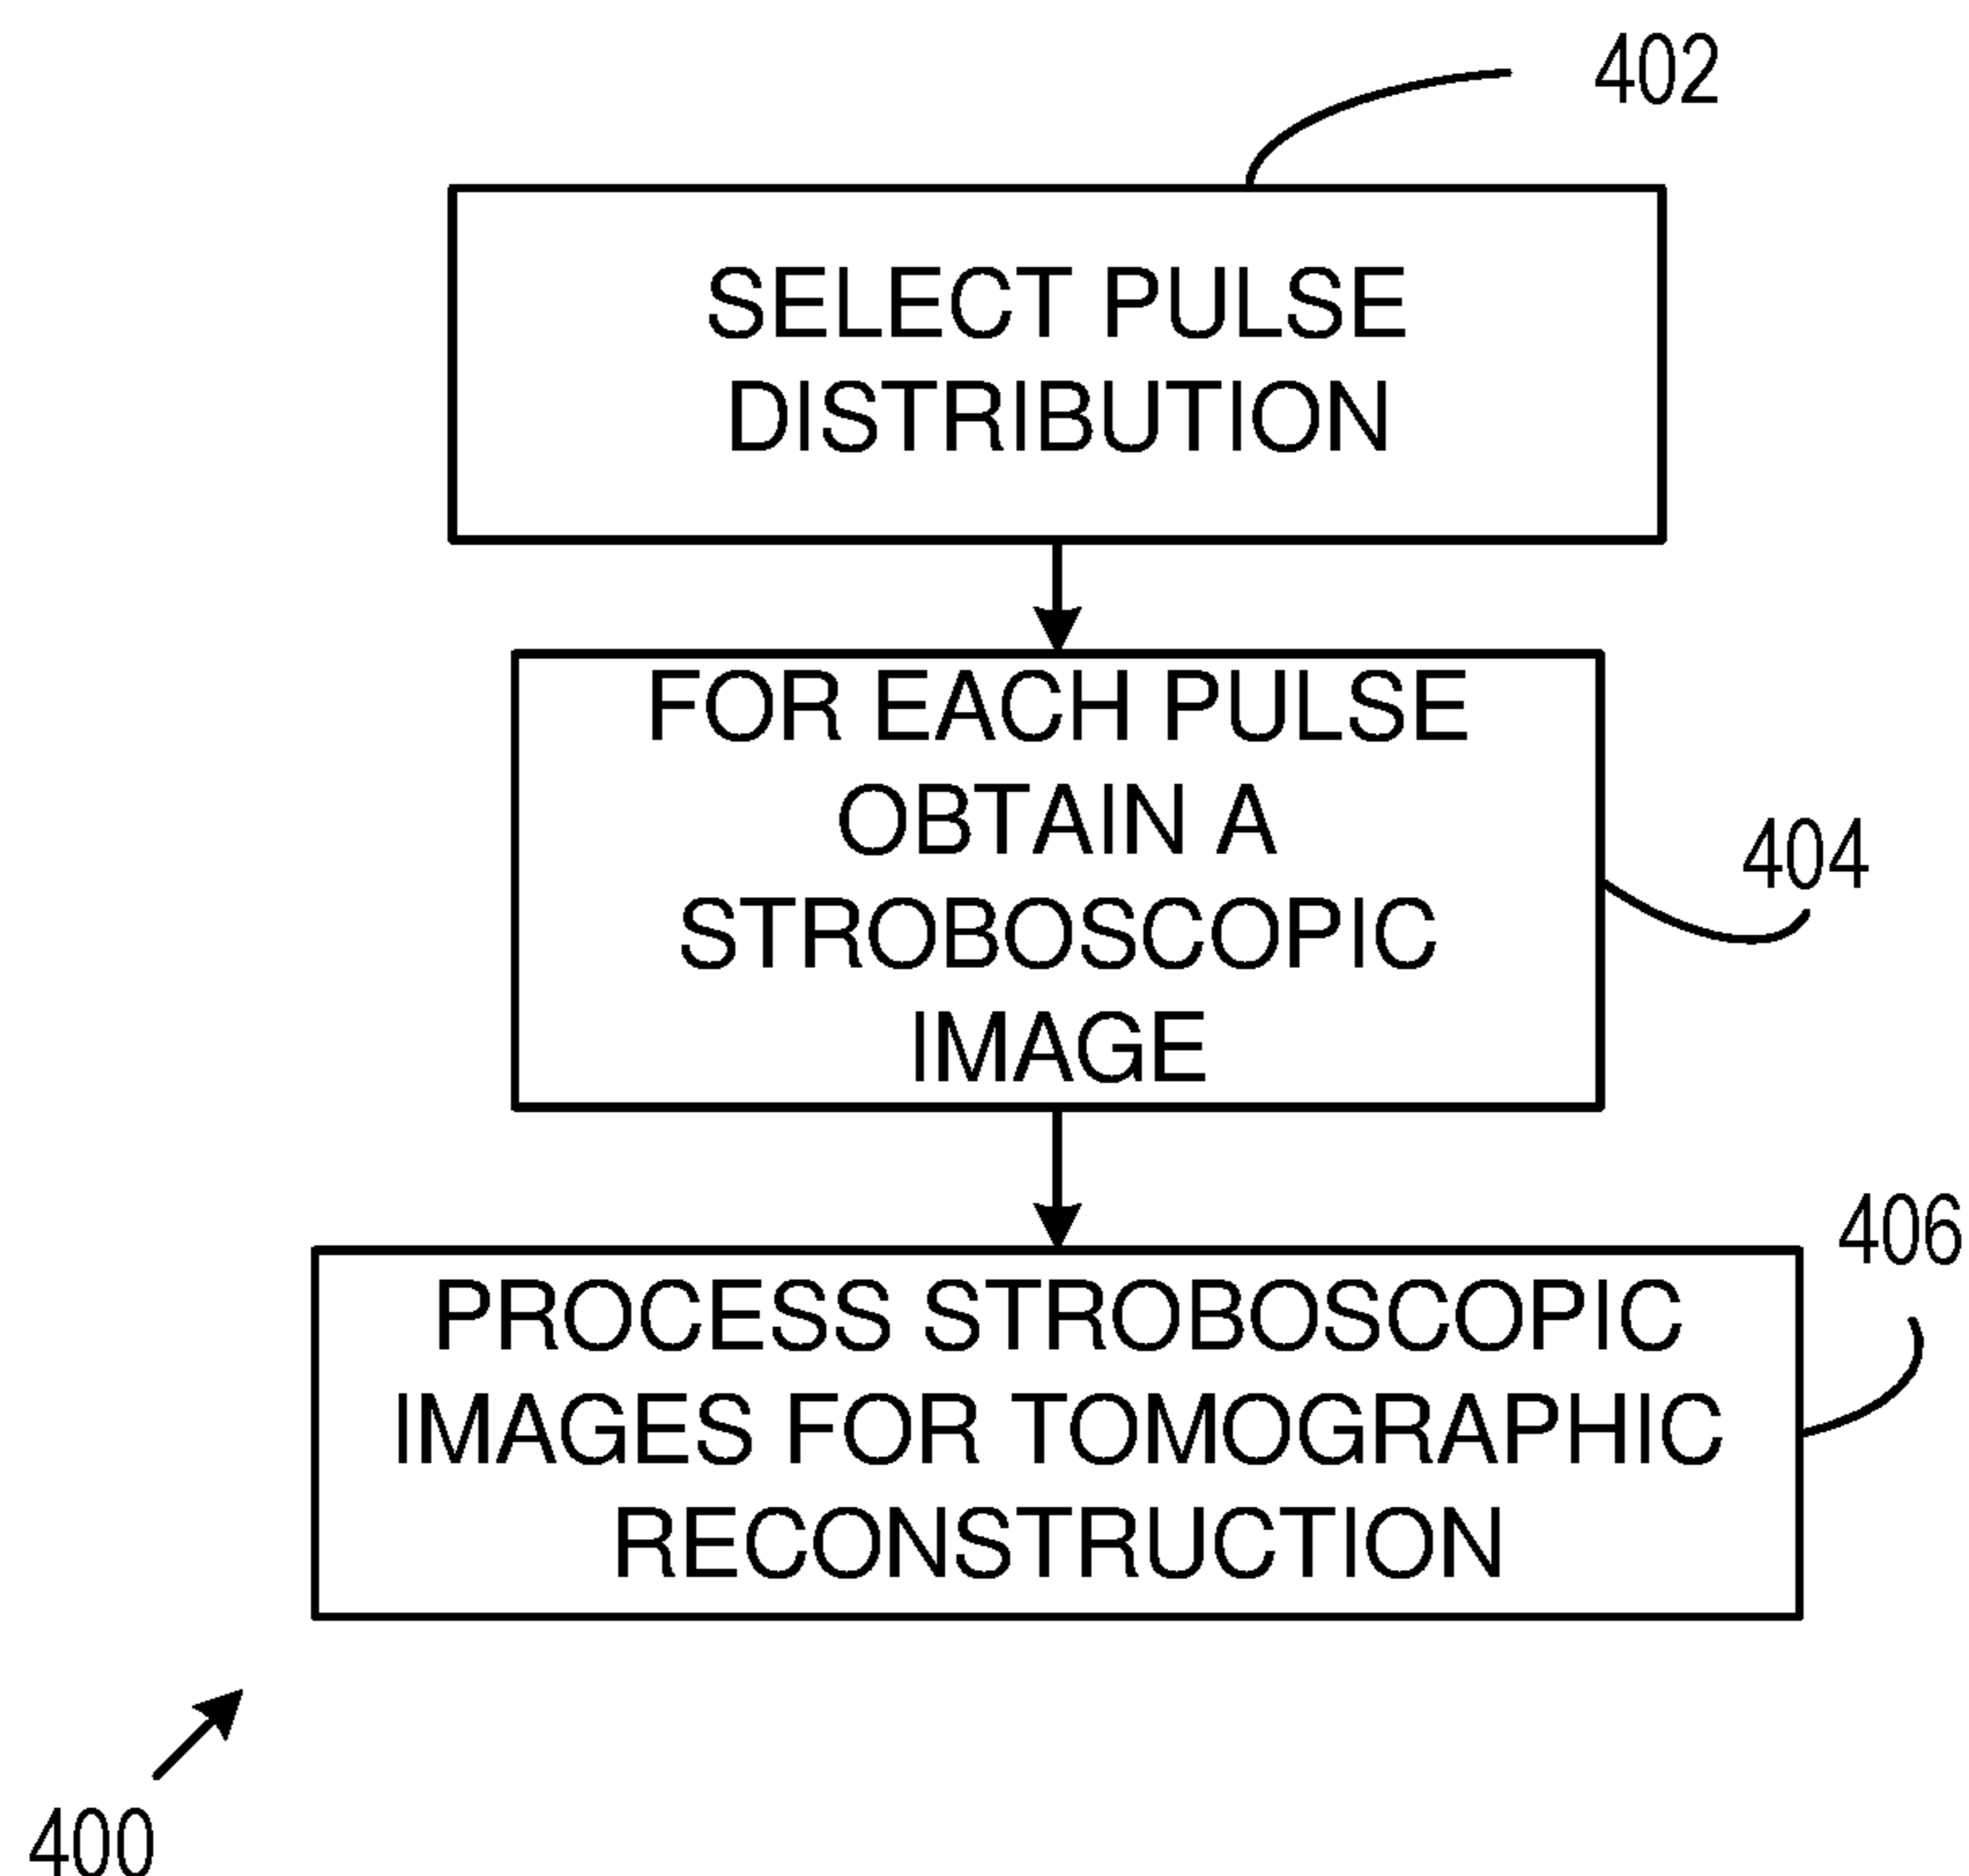 402
SELECT PULSE
DISTRIBUTION
FOR EACH PULSE
OBTAIN A
STROBOSCOPIC
IMAGE
404
406
PROCESS STROBOSCOPIC
IMAGES FOR TOMOGRAPHIC
RECONSTRUCTION
400